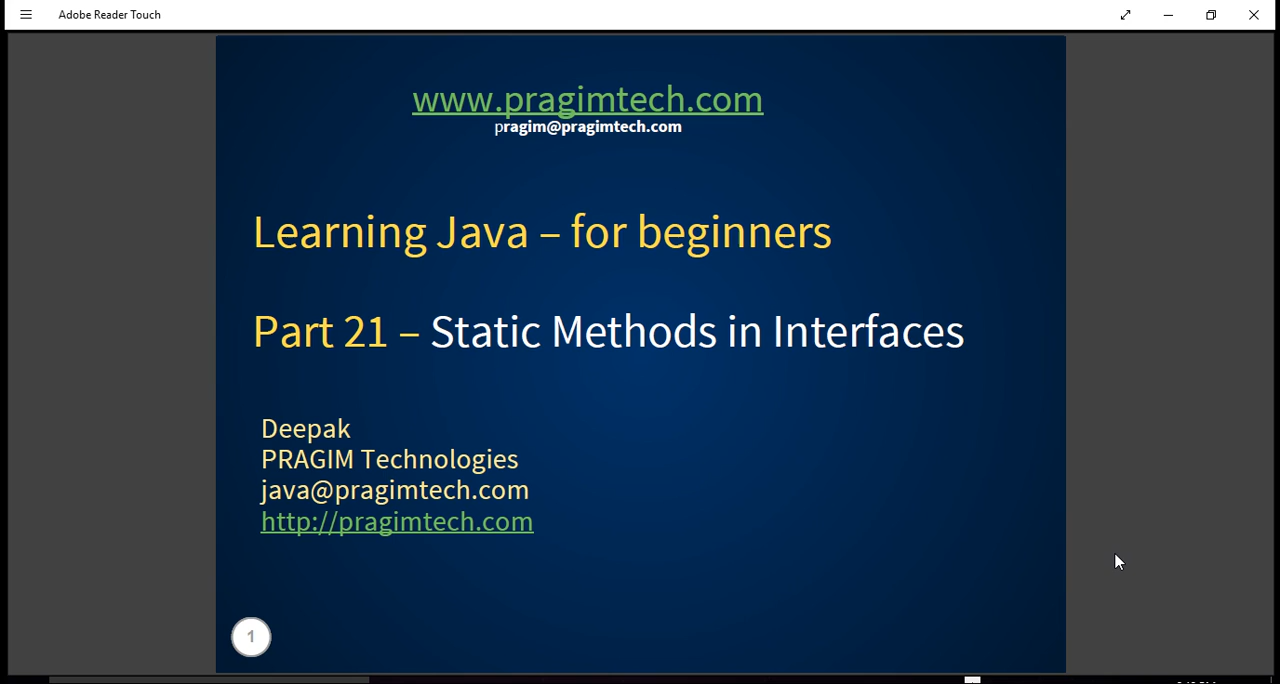 Adobe Reader Touch
www.pragimtech.com
pragim@pragimtech.com
Learning Java – for beginners
Part 21 – Static Methods in Interfaces
Deepak
PRAGIM Technologies
java@pragimtech.com
http://pragimtech.com
1